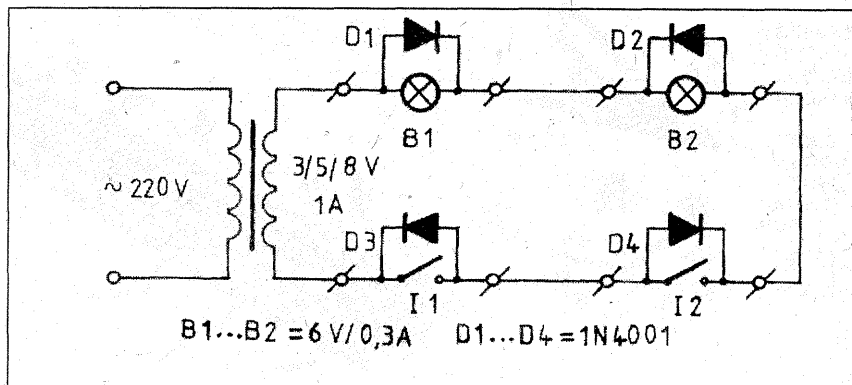 D1
D2
B1
B2
~ 220 V
3/5/8 V
1A
D3
D4
I1
I2
B1...B2 = 6 V/0,3A D1...D4 = 1N4001